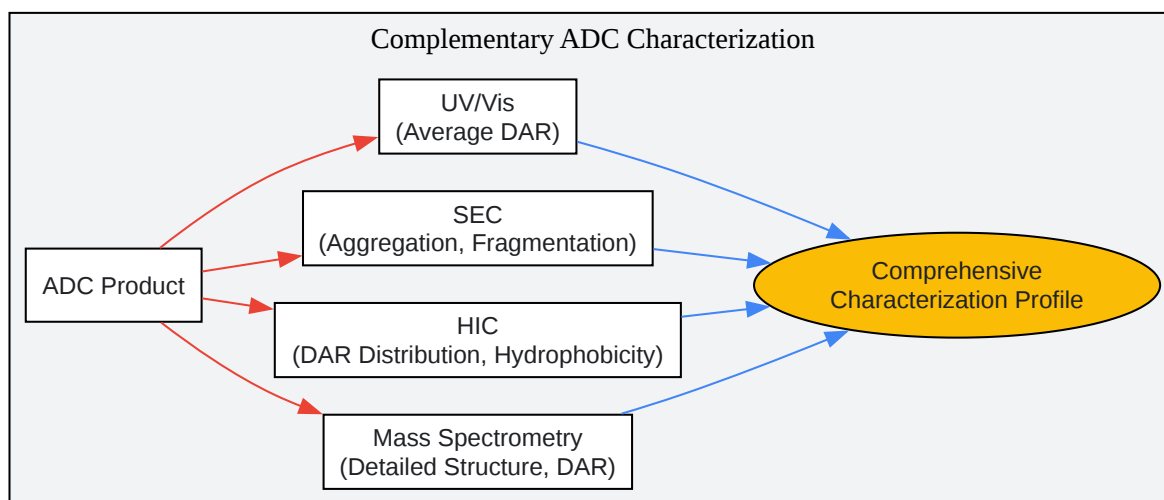 Complementary ADC Characterization
UV/Vis
(Average DAR)
SEC
(Aggregation, Fragmentation)
ADC Product
HIC
(DAR Distribution, Hydrophobicity)
Mass Spectrometry
(Detailed Structure, DAR)
Comprehensive
Characterization Profile